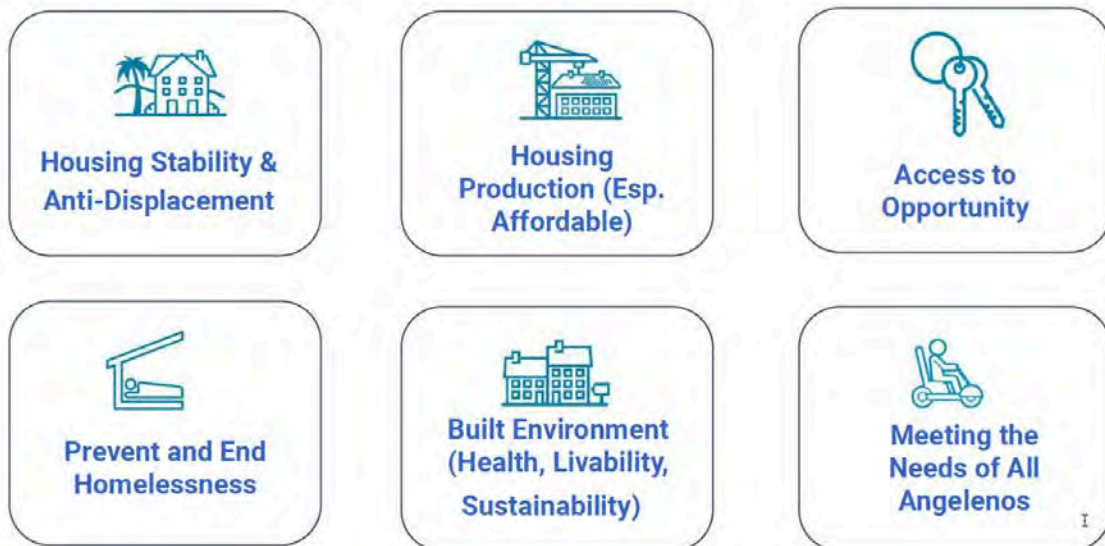 Housing Stability &
Anti-Displacement
Housing
Production (Esp.
Affordable)
Access to
Opportunity
Prevent and End
Homelessness
Built Environment
(Health, Livability,
Sustainability)
Meeting the
Needs of All
Angelenos